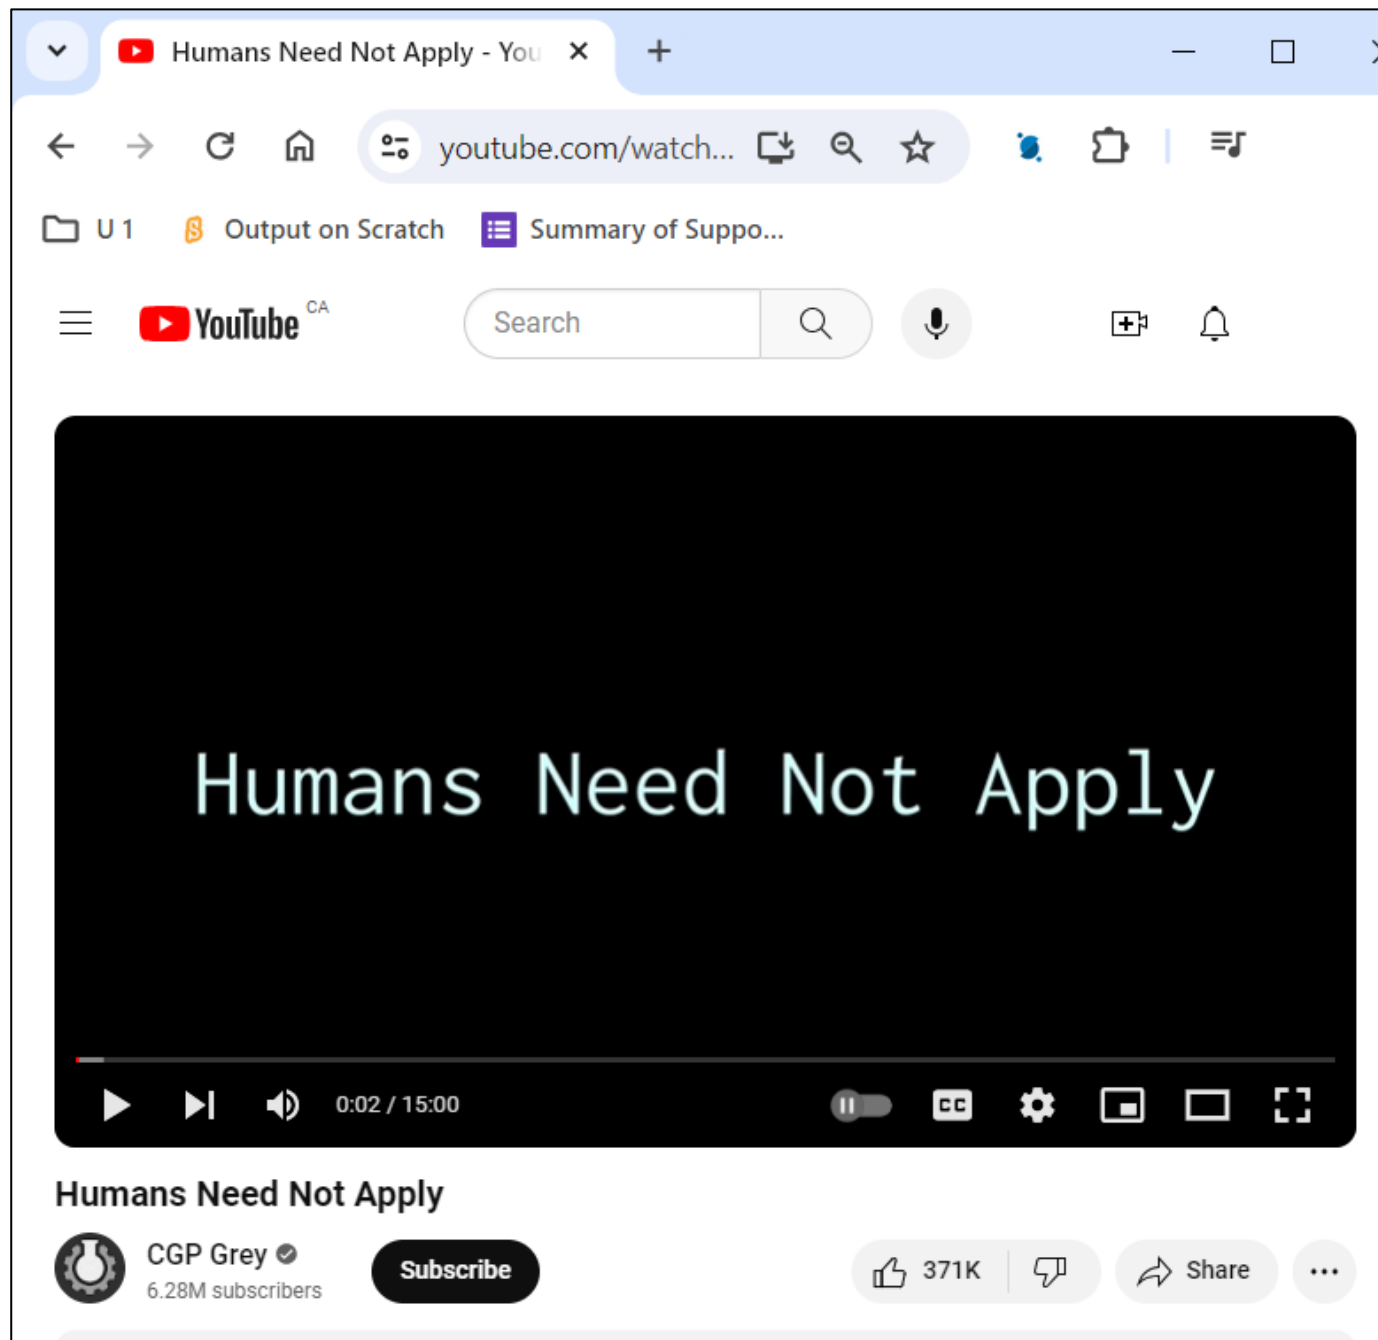 Humans Need Not Apply - You
youtube.com/watch...
U 1
Output on Scratch
Summary of Suppo...
YouTube CA
Search
Humans Need Not Apply
0:02 / 15:00
CC
Humans Need Not Apply
CGP Grey
6.28M subscribers
Subscribe
371K
Share